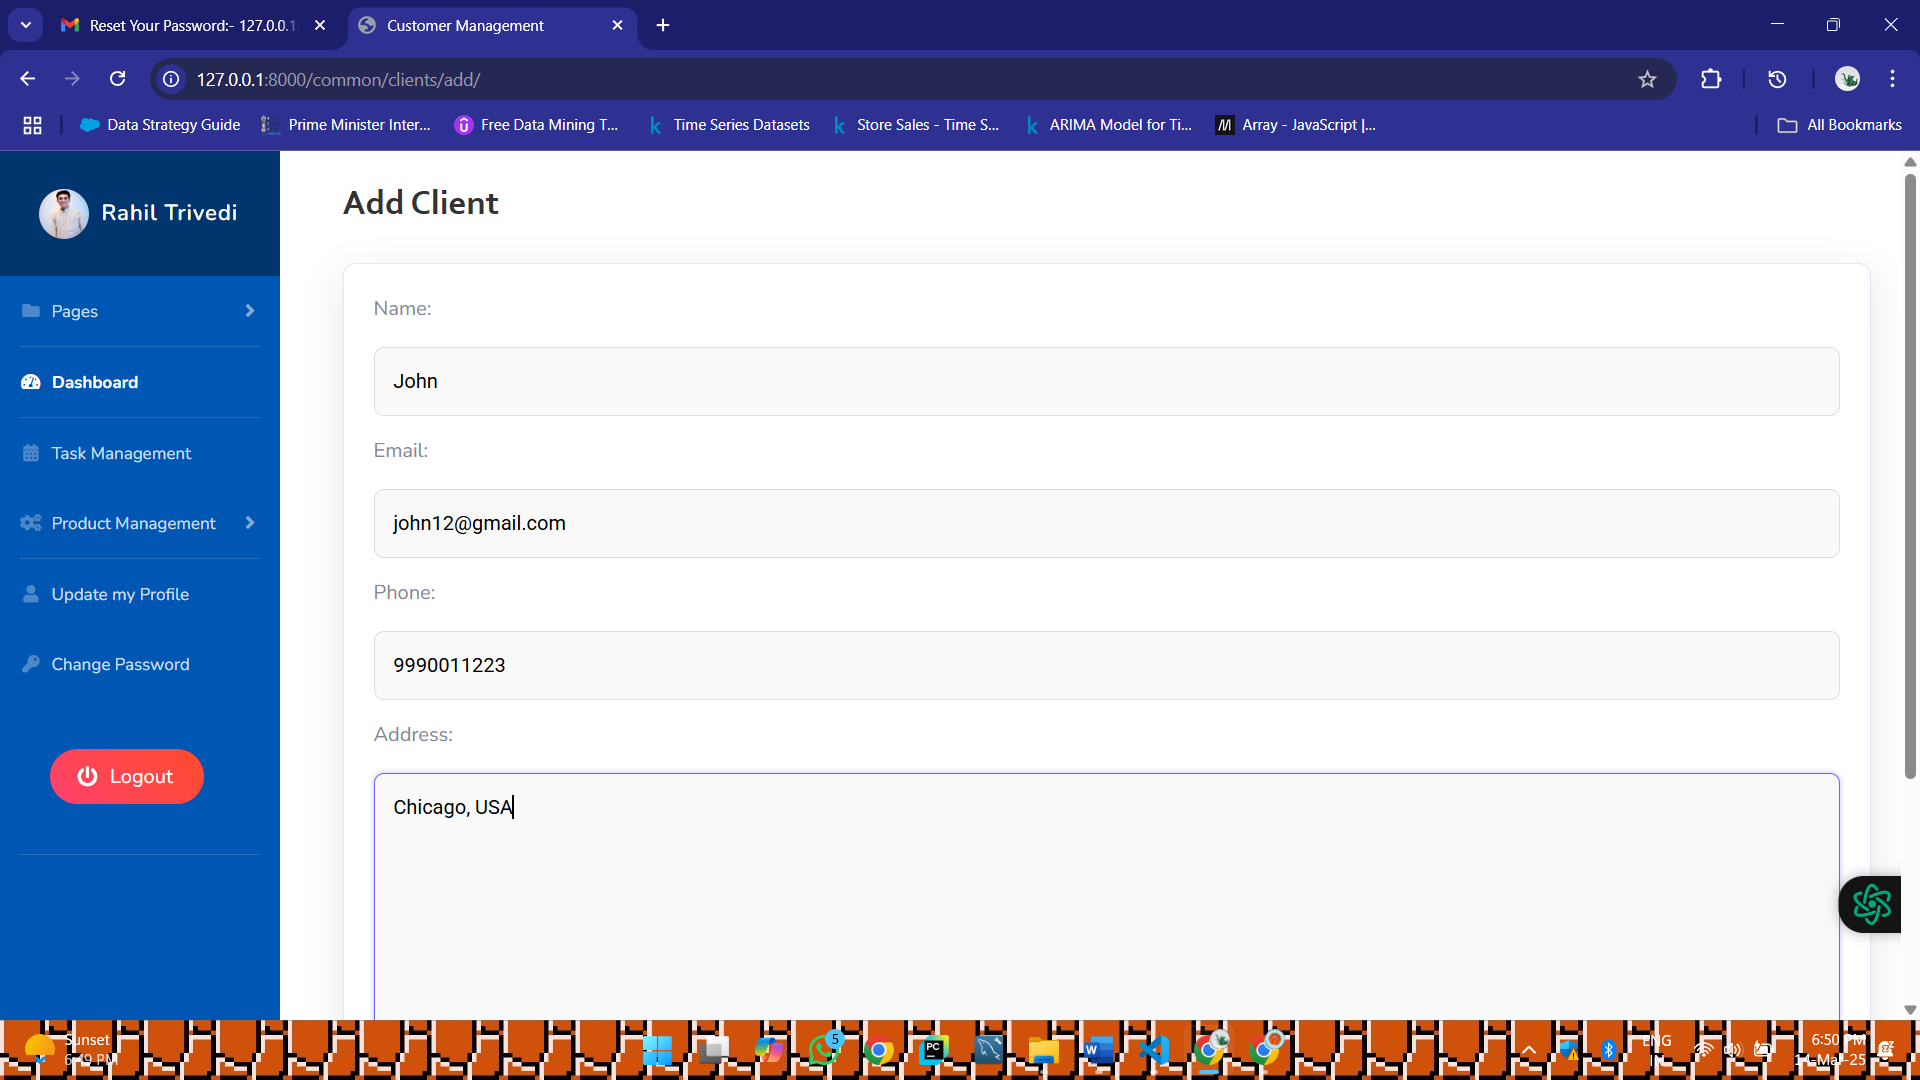 Reset Your Password:- 127.0.0.1:
Customer Management
127.0.0.1:8000/common/clients/add/
Data Strategy Guide
Prime Minister Inter...
Free Data Mining T...
Time Series Datasets
Store Sales - Time S...
ARIMA Model for Ti...
Array - JavaScript |...
All Bookmarks
Rahil Trivedi
Pages
Dashboard
Task Management
Product Management
Update my Profile
Change Password
Logout
Add Client
Name:
John
Email:
john12@gmail.com
Phone:
9990011223
Address:
Chicago, USA
Sunset
6:49 PM
5
PC
W
ENG
IN
6:50 PM
14-Mar-25